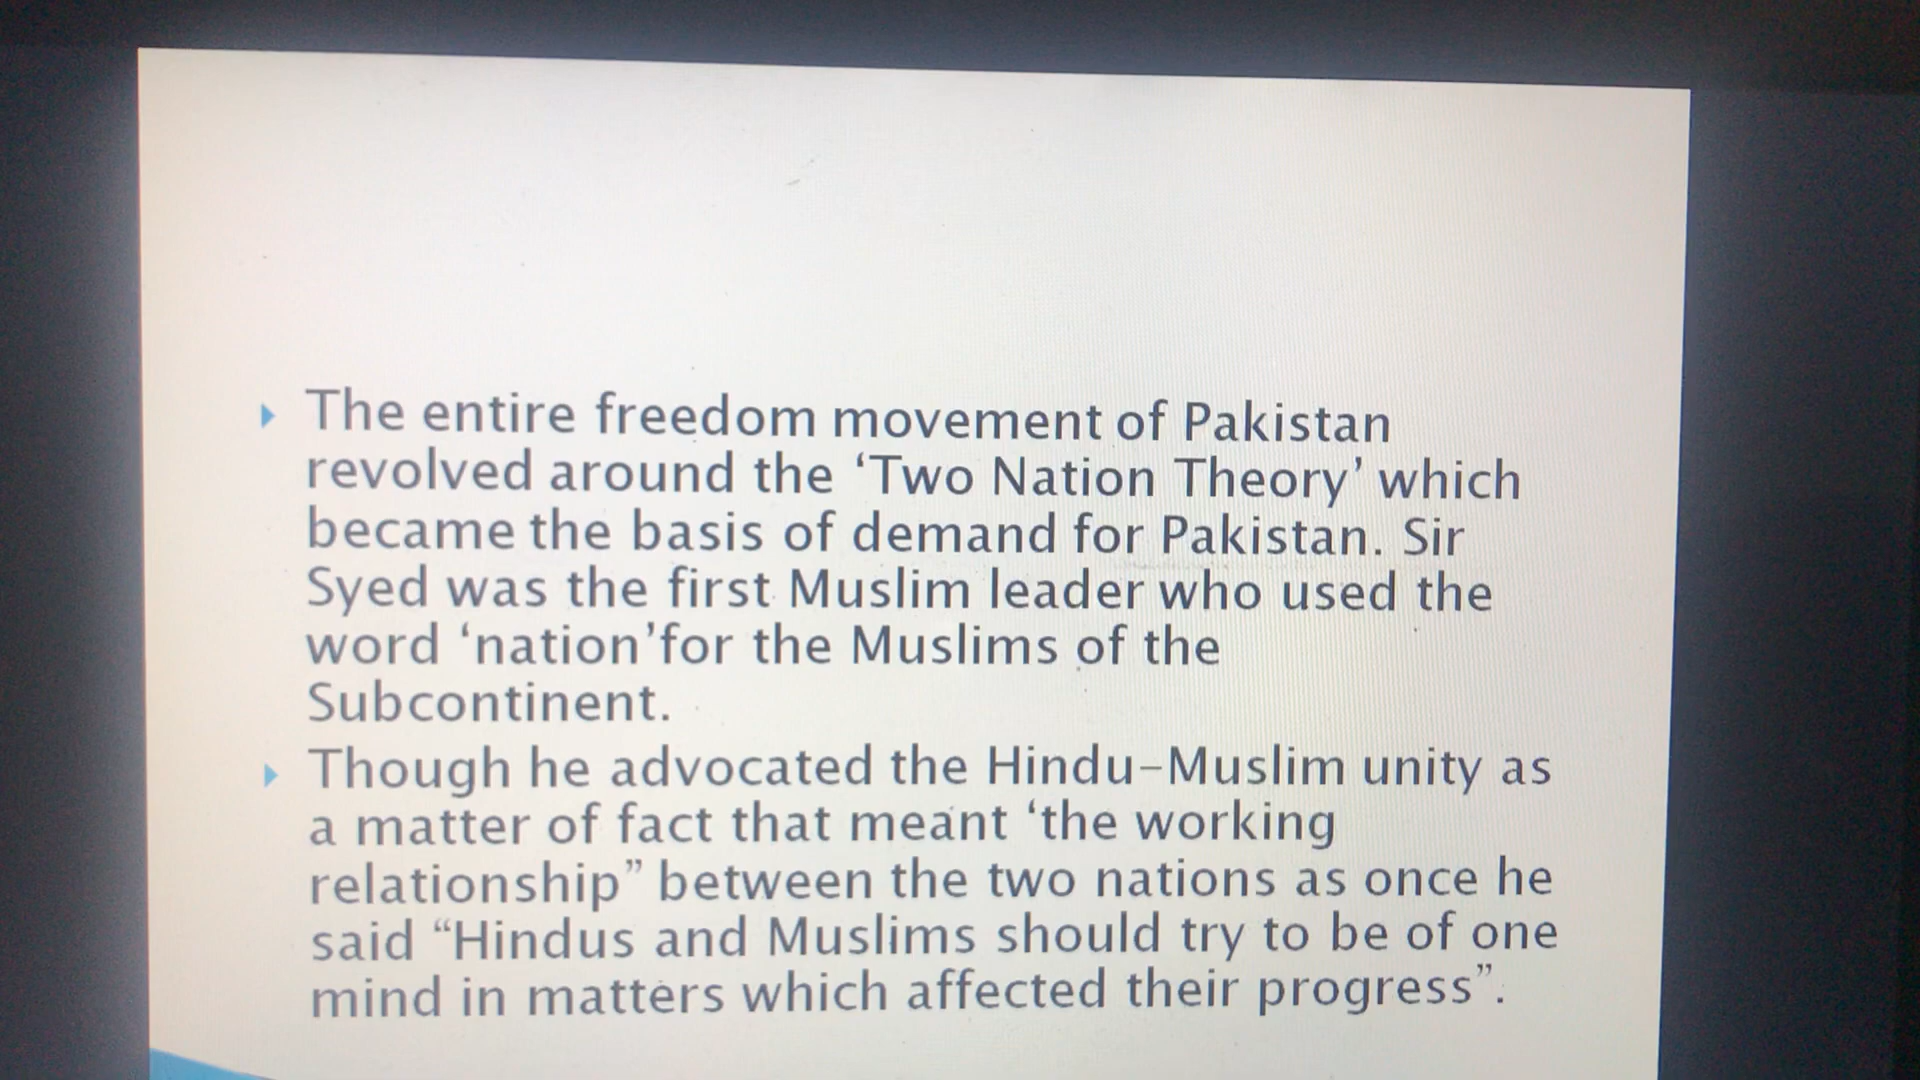 The entire freedom movement of Pakistan
revolved around the ‘Two Nation Theory’ which
became the basis of demand for Pakistan. Sir
Syed was the first Muslim leader who used the
word ‘nation’for the Muslims of the
Subcontinent.
Though he advocated the Hindu-Muslim unity as
a matter of fact that meant ‘the working
relationship” between the two nations as once he
said “Hindus and Muslims should try to be of one
mind in matters which affected their progress”.